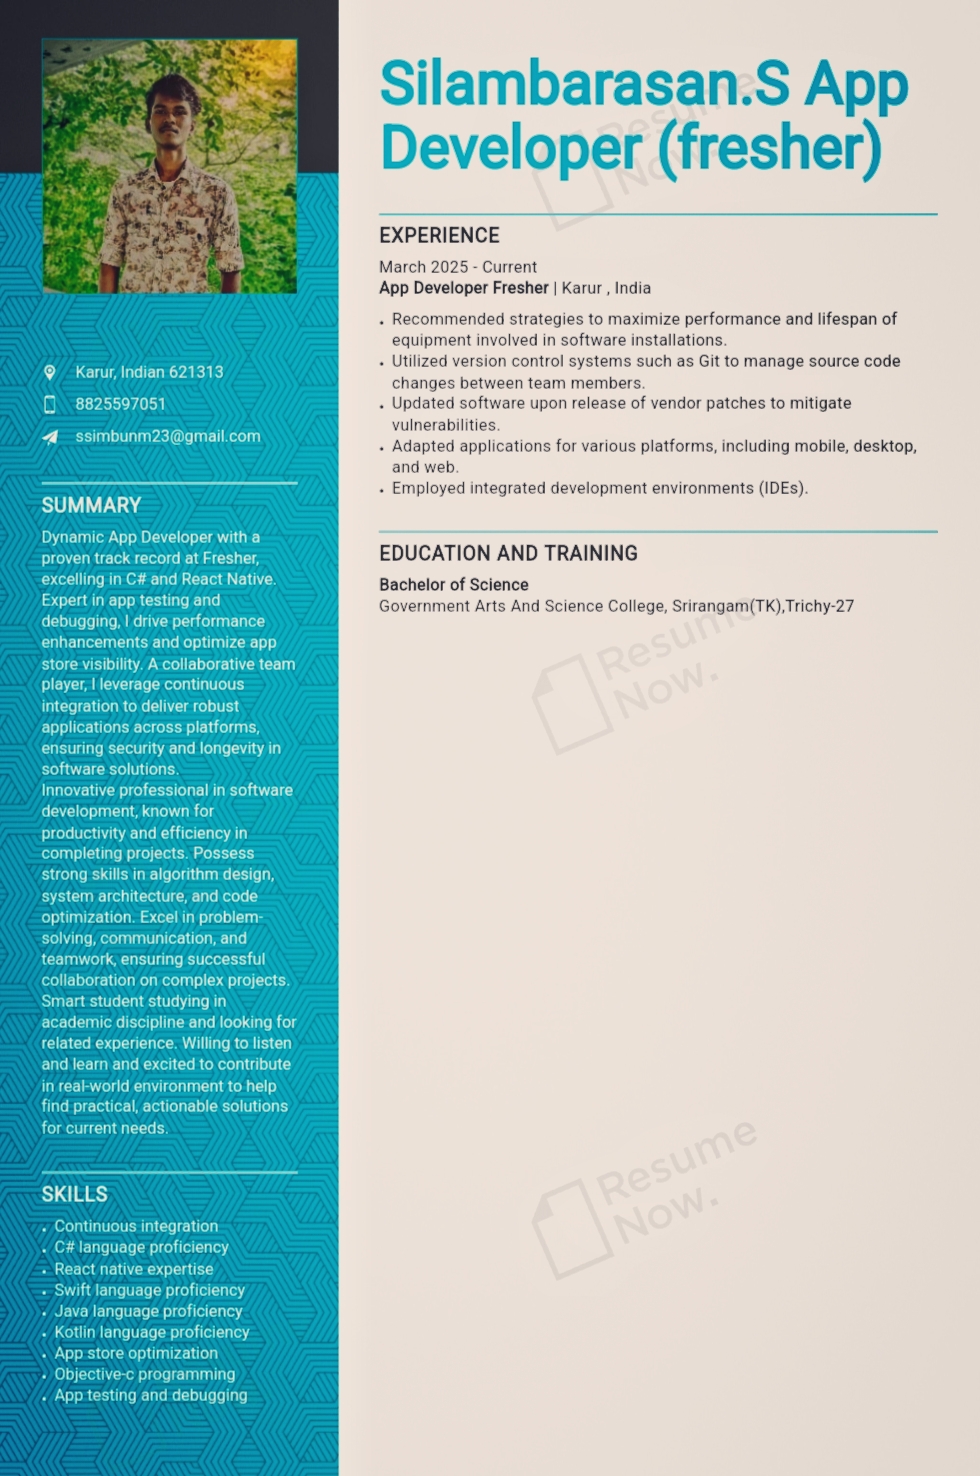 Silambarasan.S App
Developer (fresher)
Karur, Indian 621313
8825597051
ssimbunm23@gmail.com
SUMMARY
Dynamic App Developer with a
proven track record at Fresher,
excelling in C# and React Native.
Expert in app testing and
debugging, I drive performance
enhancements and optimize app
store visibility. A collaborative team
player, I leverage continuous
integration to deliver robust
applications across platforms,
ensuring security and longevity in
software solutions.
Innovative professional in software
development, known for
productivity and efficiency in
completing projects. Possess
strong skills in algorithm design,
system architecture, and code
optimization. Excel in problem-
solving, communication, and
teamwork, ensuring successful
collaboration on complex projects.
Smart student studying in
academic discipline and looking for
related experience. Willing to listen
and learn and excited to contribute
in real-world environment to help
find practical, actionable solutions
for current needs.
SKILLS
• Continuous integration
• C# language proficiency
• React native expertise
• Swift language proficiency
• Java language proficiency
• Kotlin language proficiency
• App store optimization
• Objective-c programming
• App testing and debugging
EXPERIENCE
March 2025 - Current
App Developer Fresher | Karur , India
• Recommended strategies to maximize performance and lifespan of
equipment involved in software installations.
• Utilized version control systems such as Git to manage source code
changes between team members.
• Updated software upon release of vendor patches to mitigate
vulnerabilities.
• Adapted applications for various platforms, including mobile, desktop,
and web.
• Employed integrated development environments (IDEs).
EDUCATION AND TRAINING
Bachelor of Science
Government Arts And Science College, Srirangam(TK),Trichy-27
Resume
Now.
Resume
Now.
Resume
Now.